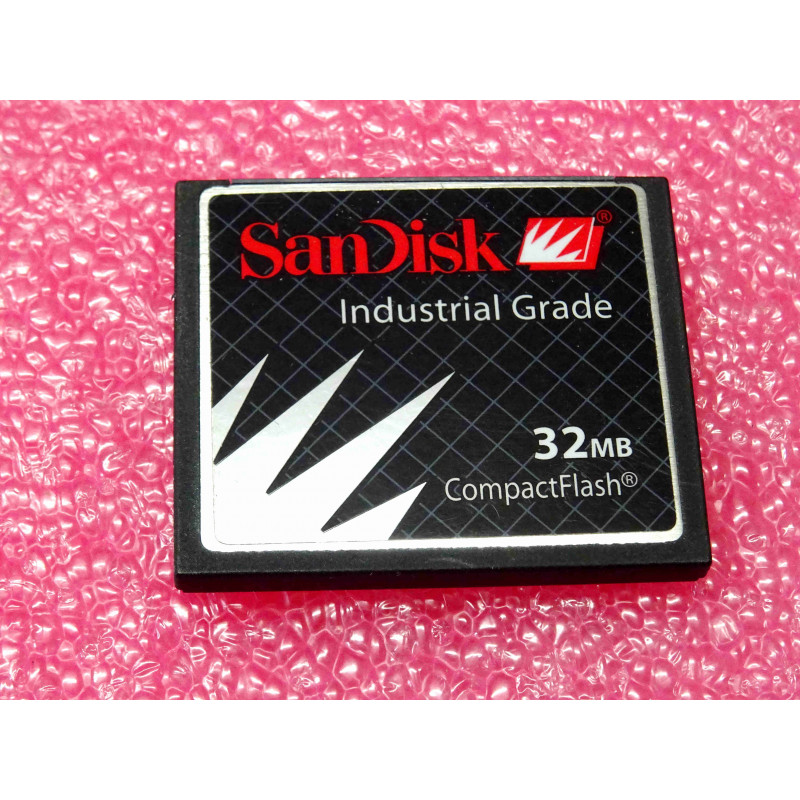 SanDisk ®
Industrial Grade
32MB
CompactFlash®